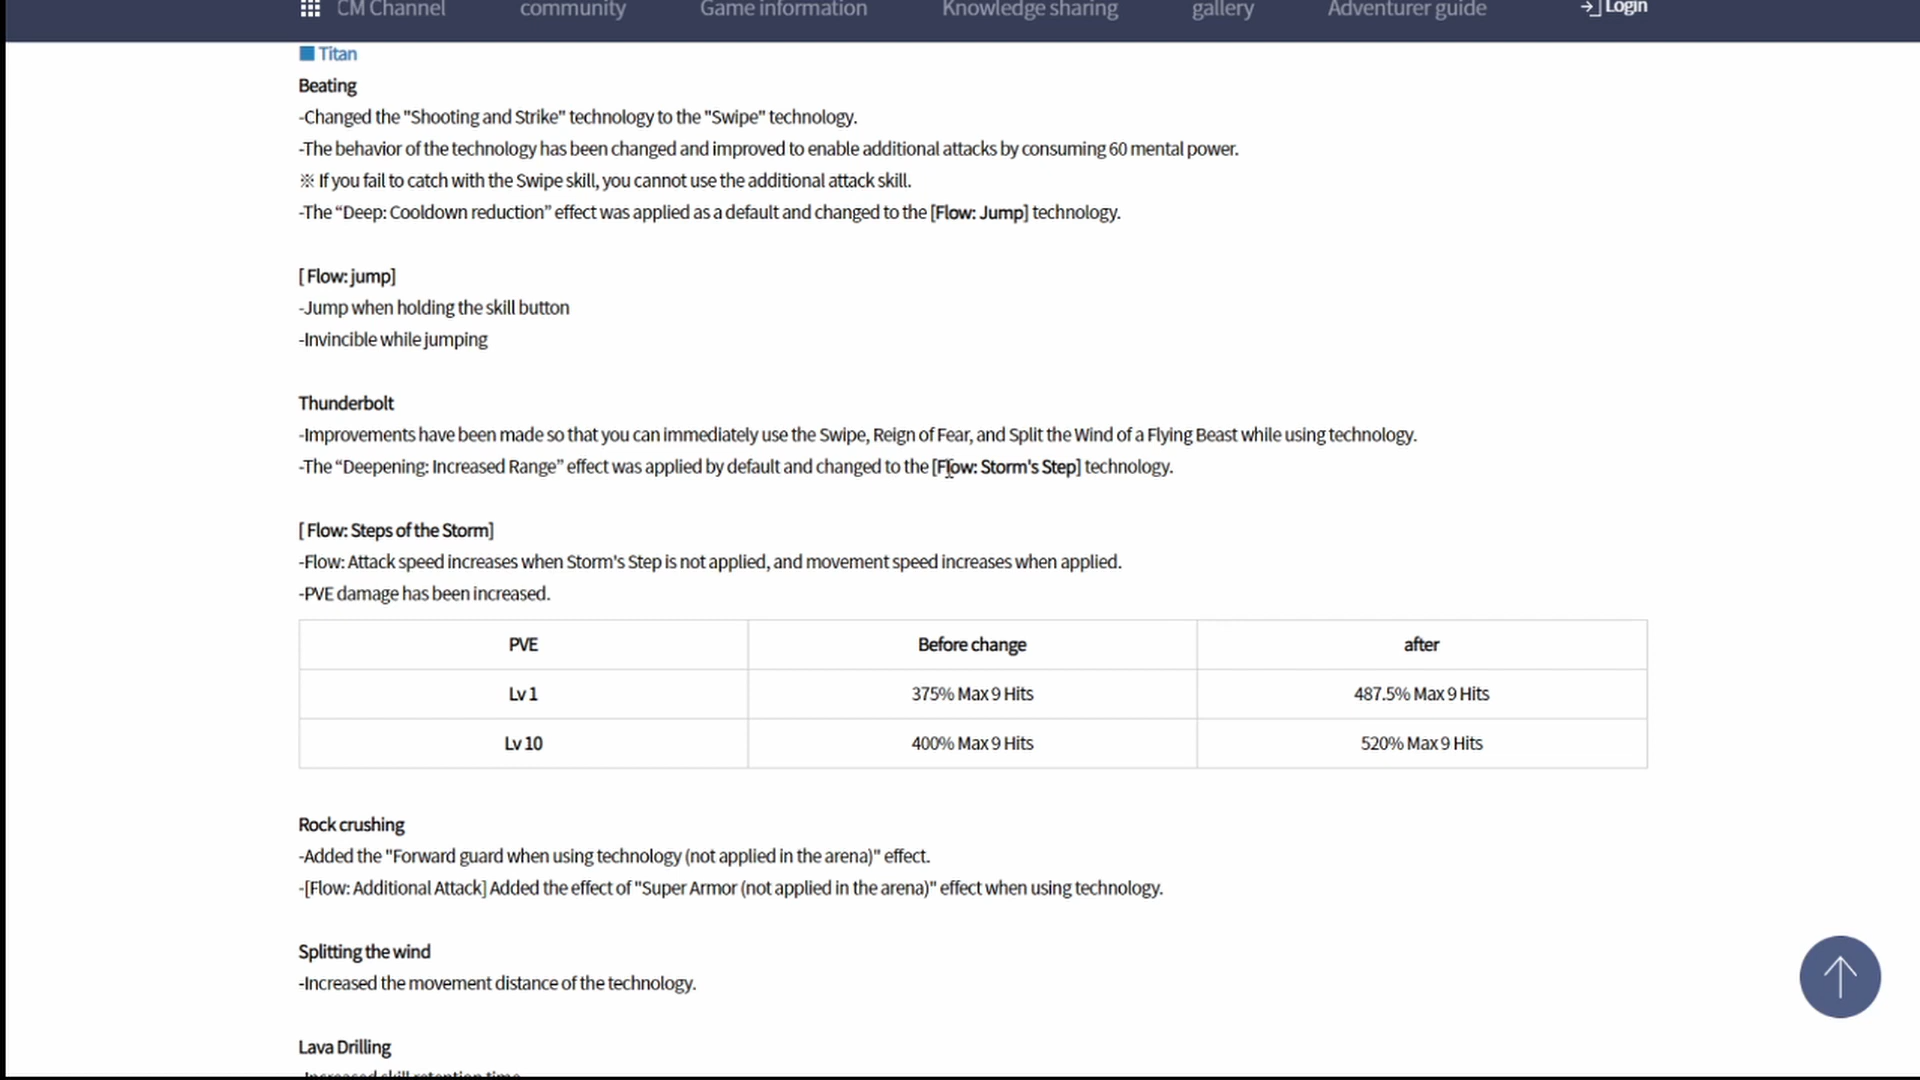 CM Channel community Game information Knowledge sharing gallery Adventurer guide Login
Titan
Beating
-Changed the "Shooting and Strike" technology to the "Swipe" technology.
-The behavior of the technology has been changed and improved to enable additional attacks by consuming 60 mental power.
※ If you fail to catch with the Swipe skill, you cannot use the additional attack skill.
-The “Deep: Cooldown reduction” effect was applied as a default and changed to the [Flow: Jump] technology.
[ Flow: jump]
-Jump when holding the skill button
-Invincible while jumping
Thunderbolt
-Improvements have been made so that you can immediately use the Swipe, Reign of Fear, and Split the Wind of a Flying Beast while using technology.
-The “Deepening: Increased Range” effect was applied by default and changed to the [Flow: Storm's Step] technology.
[ Flow: Steps of the Storm]
-Flow: Attack speed increases when Storm's Step is not applied, and movement speed increases when applied.
-PVE damage has been increased.
PVE Before change after
Lv 1 375% Max 9 Hits 487.5% Max 9 Hits
Lv 10 400% Max 9 Hits 520% Max 9 Hits
Rock crushing
-Added the "Forward guard when using technology (not applied in the arena)" effect.
-[Flow: Additional Attack] Added the effect of "Super Armor (not applied in the arena)" effect when using technology.
Splitting the wind
-Increased the movement distance of the technology.
Lava Drilling
-Increased skill retention time